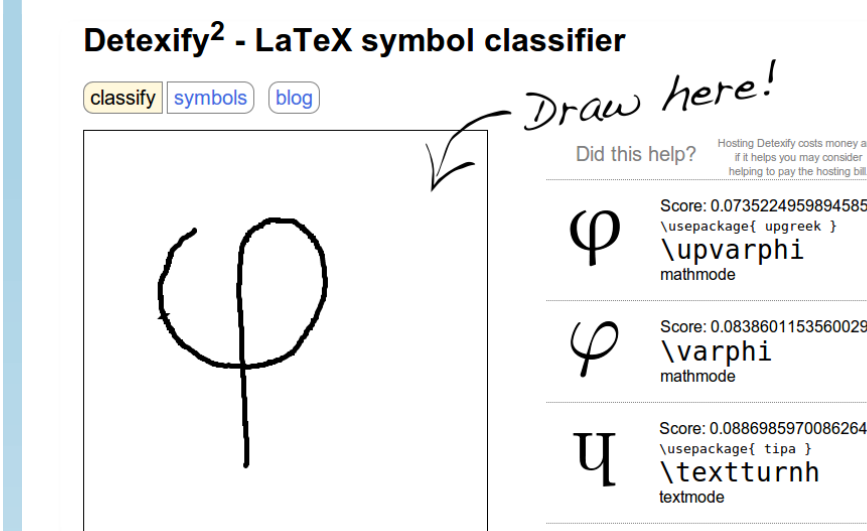 Detexify² - LaTeX symbol classifier
classify symbols blog
Draw here!
Did this help?
Hosting Detexify costs money a
if it helps you may consider
helping to pay the hosting bill
φ
Score: 0.0735224959894585
\usepackage{ upgreek }
\upvarphi
mathmode
φ
Score: 0.0838601153560029
\varphi
mathmode
ɥ
Score: 0.0886985970086264
\usepackage{ tipa }
\textturnh
textmode
φ